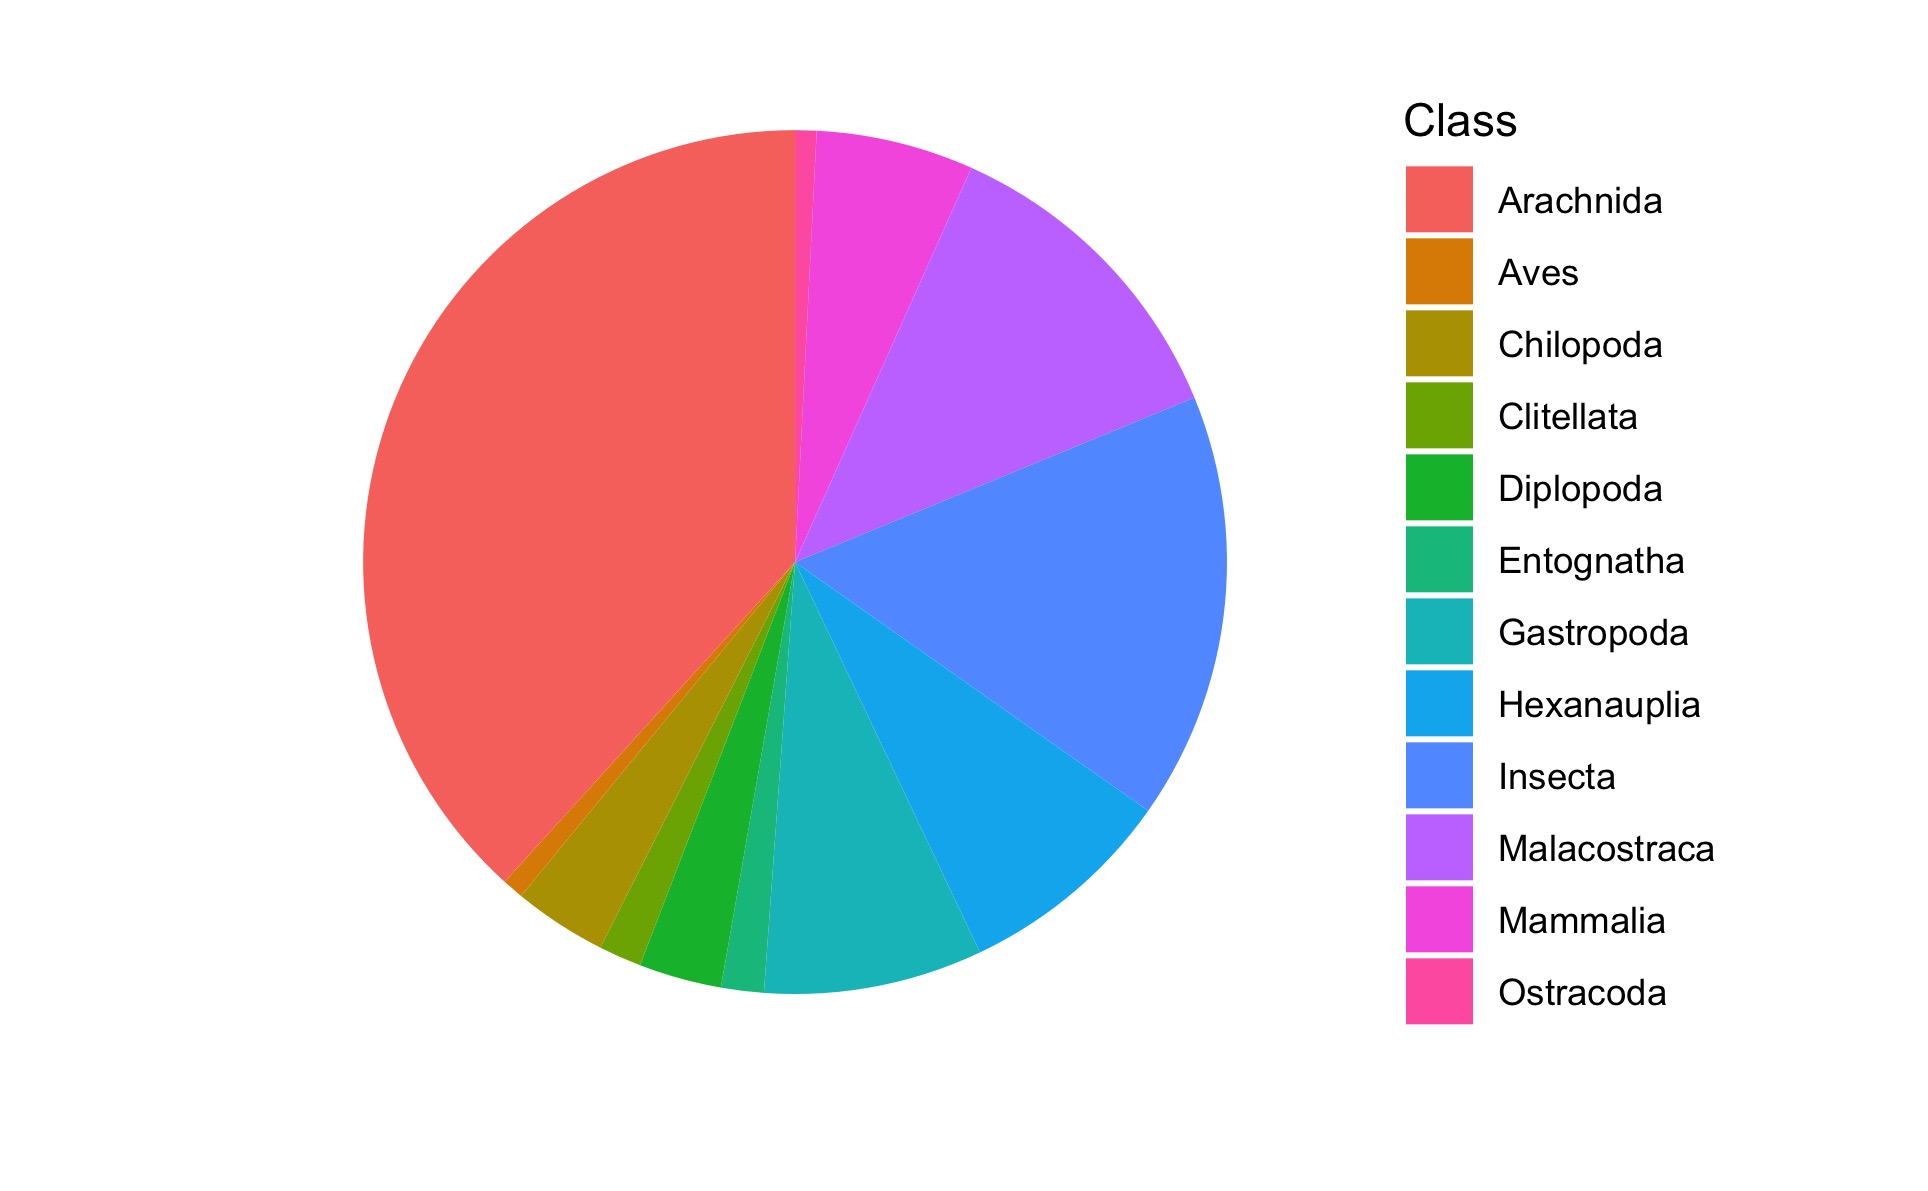 Class
Arachnida
Aves
Chilopoda
Clitellata
Diplopoda
Entognatha
Gastropoda
Hexanauplia
Insecta
Malacostraca
Mammalia
Ostracoda